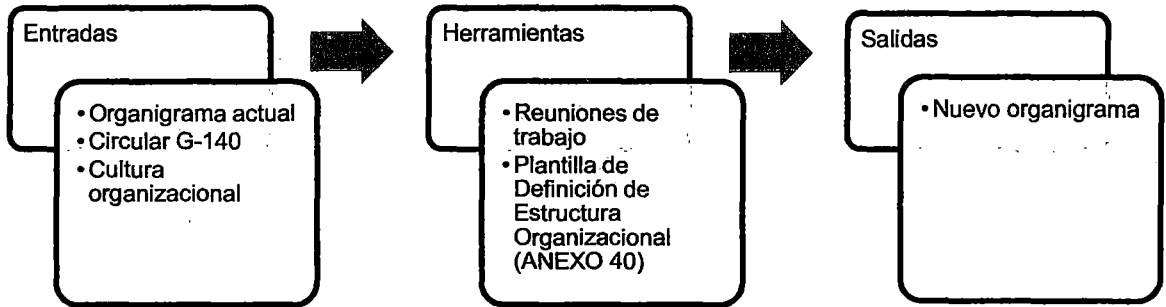 Entradas
• Organigrama actual
• Circular G-140
• Cultura
organizacional
Herramientas
• Reuniones de
trabajo
• Plantilla de
Definición de
Estructura
Organizacional
(ANEXO 40)
Salidas
• Nuevo organigrama